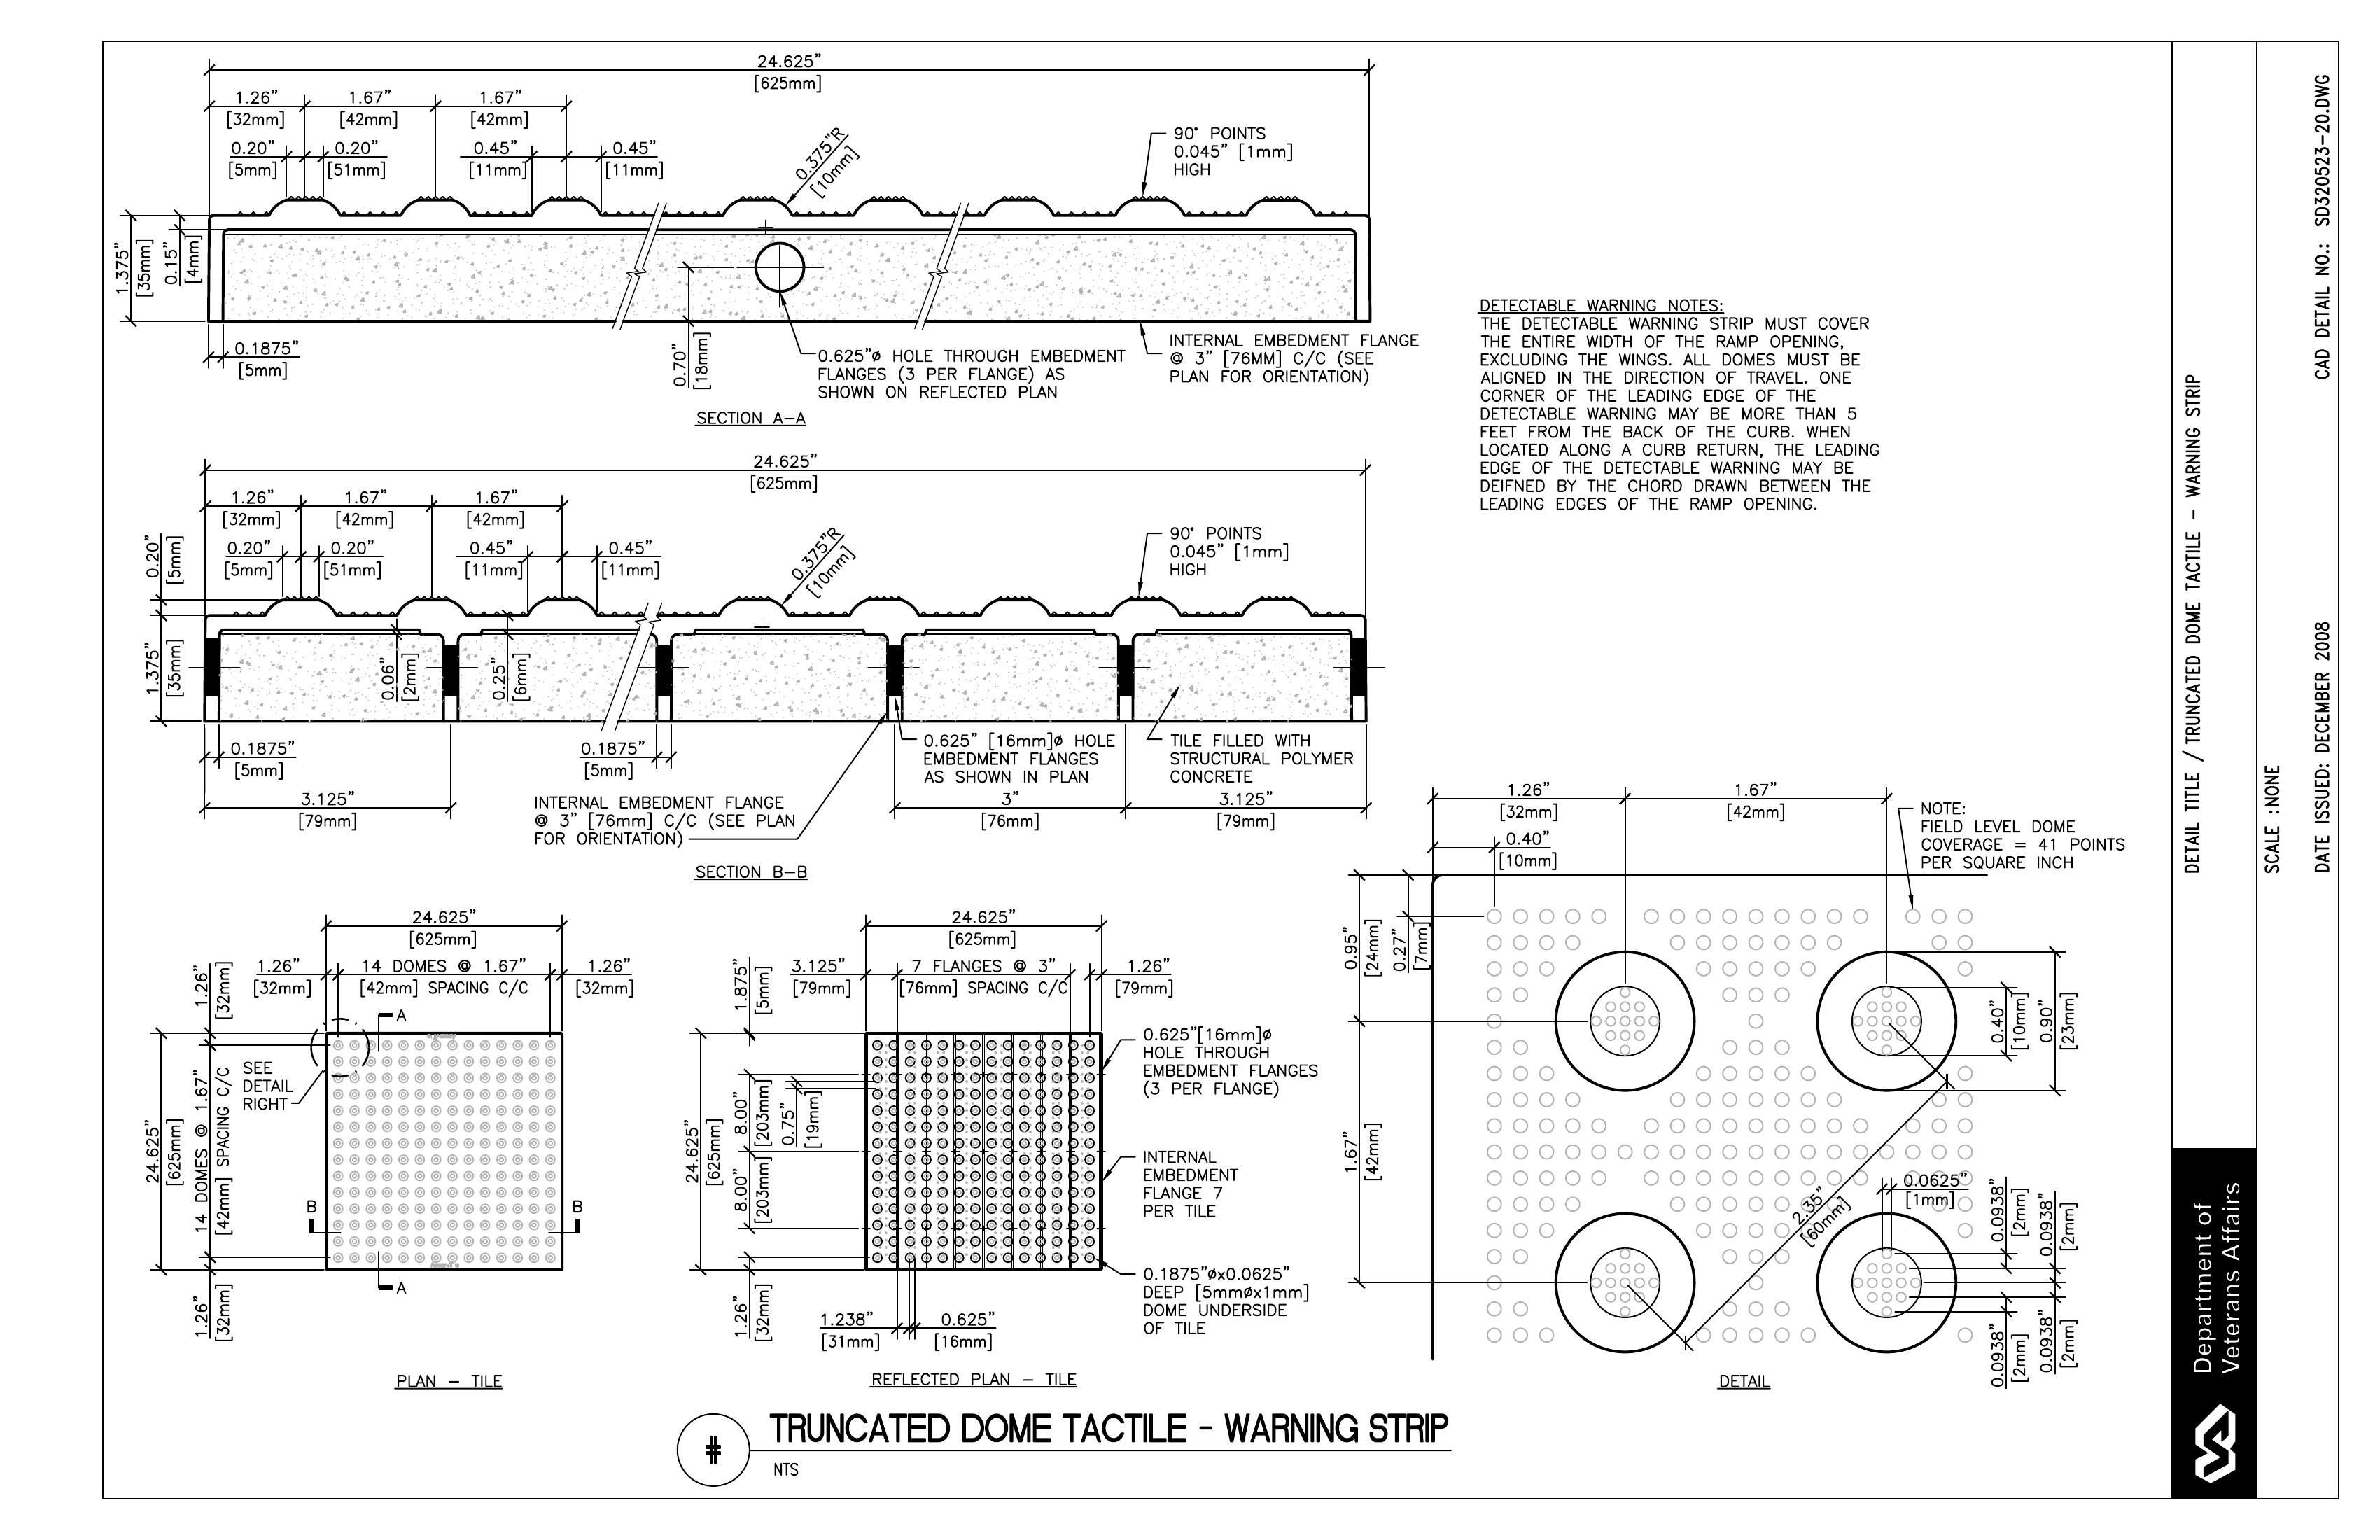 24.625"
[625mm]
1.26"
[32mm]
1.67"
[42mm]
1.67"
[42mm]
0.20"
[5mm]
0.20"
[51mm]
0.45"
[11mm]
0.45"
[11mm]
0.375"R
[10mm]
90° POINTS
0.045" [1mm]
HIGH
1.375"
[35mm]
0.15"
[4mm]
0.1875"
[5mm]
0.70"
[18mm]
0.625"ø HOLE THROUGH EMBEDMENT
FLANGES (3 PER FLANGE) AS
SHOWN ON REFLECTED PLAN
INTERNAL EMBEDMENT FLANGE
@ 3" [76MM] C/C (SEE
PLAN FOR ORIENTATION)
SECTION A-A
DETECTABLE WARNING NOTES:
THE DETECTABLE WARNING STRIP MUST COVER
THE ENTIRE WIDTH OF THE RAMP OPENING,
EXCLUDING THE WINGS. ALL DOMES MUST BE
ALIGNED IN THE DIRECTION OF TRAVEL. ONE
CORNER OF THE LEADING EDGE OF THE
DETECTABLE WARNING MAY BE MORE THAN 5
FEET FROM THE BACK OF THE CURB. WHEN
LOCATED ALONG A CURB RETURN, THE LEADING
EDGE OF THE DETECTABLE WARNING MAY BE
DEIFNED BY THE CHORD DRAWN BETWEEN THE
LEADING EDGES OF THE RAMP OPENING.
24.625"
[625mm]
1.26"
[32mm]
1.67"
[42mm]
1.67"
[42mm]
0.20"
[5mm]
0.20"
[5mm]
0.20"
[51mm]
0.45"
[11mm]
0.45"
[11mm]
0.375"R
[10mm]
90° POINTS
0.045" [1mm]
HIGH
1.375"
[35mm]
0.06"
[2mm]
0.25"
[6mm]
0.1875"
[5mm]
0.1875"
[5mm]
3.125"
[79mm]
0.625" [16mm]ø HOLE
EMBEDMENT FLANGES
AS SHOWN IN PLAN
TILE FILLED WITH
STRUCTURAL POLYMER
CONCRETE
3"
[76mm]
3.125"
[79mm]
INTERNAL EMBEDMENT FLANGE
@ 3" [76mm] C/C (SEE PLAN
FOR ORIENTATION)
SECTION B-B
24.625"
[625mm]
1.26"
[32mm]
14 DOMES @ 1.67"
[42mm] SPACING C/C
1.26"
[32mm]
1.26"
[32mm]
24.625"
[625mm]
14 DOMES @ 1.67"
[42mm] SPACING C/C
1.26"
[32mm]
A
A
B
B
SEE
DETAIL
RIGHT
PLAN - TILE
24.625"
[625mm]
3.125"
[79mm]
7 FLANGES @ 3"
[76mm] SPACING C/C
1.26"
[79mm]
1.875"
[5mm]
24.625"
[625mm]
8.00"
[203mm]
0.75"
[19mm]
8.00"
[203mm]
1.26"
[32mm]
1.238"
[31mm]
0.625"
[16mm]
0.625"[16mm]ø
HOLE THROUGH
EMBEDMENT FLANGES
(3 PER FLANGE)
INTERNAL
EMBEDMENT
FLANGE 7
PER TILE
0.1875"øx0.0625"
DEEP [5mmøx1mm]
DOME UNDERSIDE
OF TILE
REFLECTED PLAN - TILE
1.26"
[32mm]
1.67"
[42mm]
0.40"
[10mm]
NOTE:
FIELD LEVEL DOME
COVERAGE = 41 POINTS
PER SQUARE INCH
0.95"
[24mm]
0.27"
[7mm]
1.67"
[42mm]
0.40"
[10mm]
0.90"
[23mm]
2.35"
[60mm]
0.0625"
[1mm]
0.0938"
[2mm]
0.0938"
[2mm]
0.0938"
[2mm]
0.0938"
[2mm]
DETAIL
#
TRUNCATED DOME TACTILE - WARNING STRIP
NTS
DETAIL TITLE / TRUNCATED DOME TACTILE - WARNING STRIP
SCALE :NONE
DATE ISSUED: DECEMBER 2008
CAD DETAIL NO.: SD320523-20.DWG
Department of
Veterans Affairs